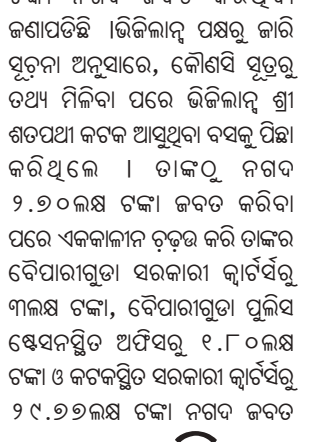 ଜଣାପଡିଛି ।ଭିଜିଲାନ୍ସ ପକ୍ଷରୁ ଜାରି
ସୂଚନା ଅନୁସାରେ, କୌଣସି ସୂତ୍ରରୁ
ତଥ୍ୟ ମିଳିବା ପରେ ଭିଜିଲାନ୍ସ ଶ୍ରୀ
ଶତପଥୀ କଟକ ଆସୁଥିବା ବସକୁ ପିଛା
କରିଥିଲେ । ତାଙ୍କଠୁ ନଗଦ
୨.୭୦ଲକ୍ଷ ଟଙ୍କା ଜବତ କରିବା
ପରେ ଏକକାଳୀନ ଚଢ଼ଉ କରି ତାଙ୍କର
ବୈପାରୀଗୁଡା ସରକାରୀ କ୍ୱାର୍ଟର୍ସରୁ
୩ଲକ୍ଷ ଟଙ୍କା, ବୈପାରୀଗୁଡା ପୁଲିସ
ଷ୍ଟେସନସ୍ଥିତ ଅଫିସରୁ ୧.୮୦ଲକ୍ଷ
ଟଙ୍କା ଓ କଟକସ୍ଥିତ ସରକାରୀ କ୍ୱାର୍ଟର୍ସରୁ
୨୯.୭୭ଲକ୍ଷ ଟଙ୍କା ନଗଦ ଜବତ